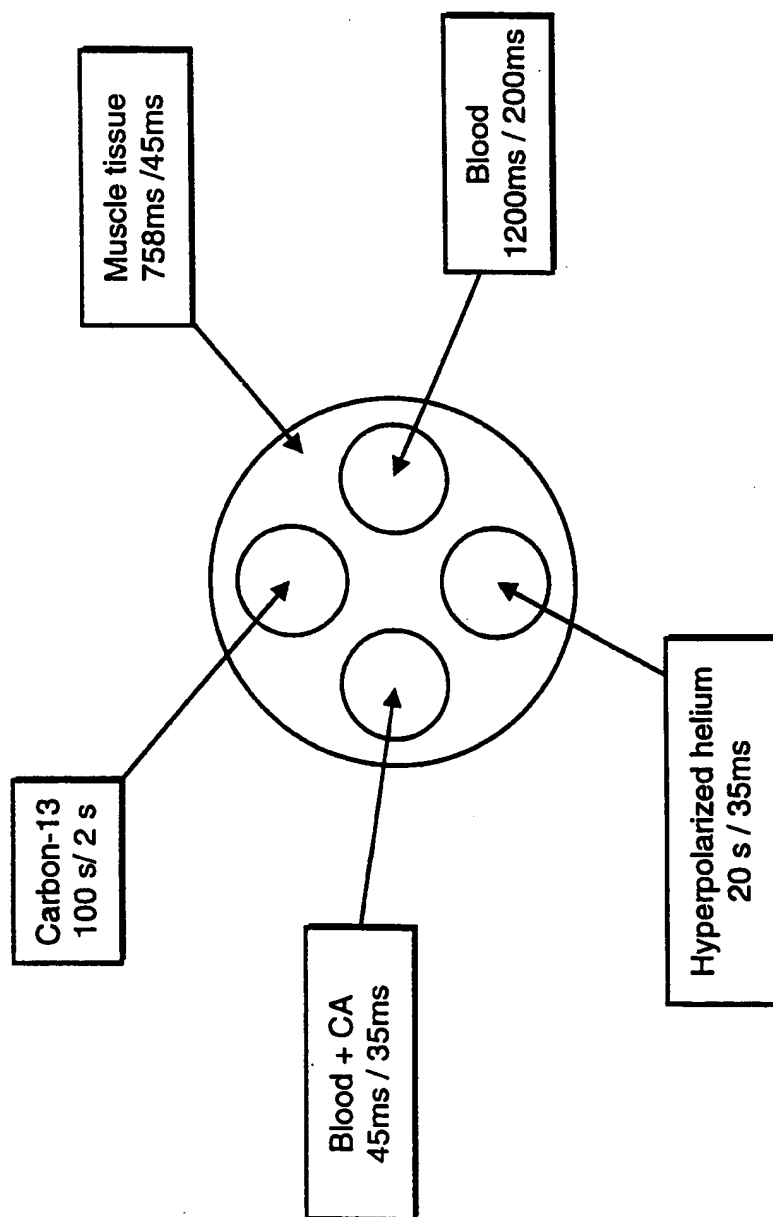 Carbon-13
100 s/ 2 s
Muscle tissue
758ms /45ms
Blood + CA
45ms / 35ms
Blood
1200ms / 200ms
Hyperpolarized helium
20 s / 35ms